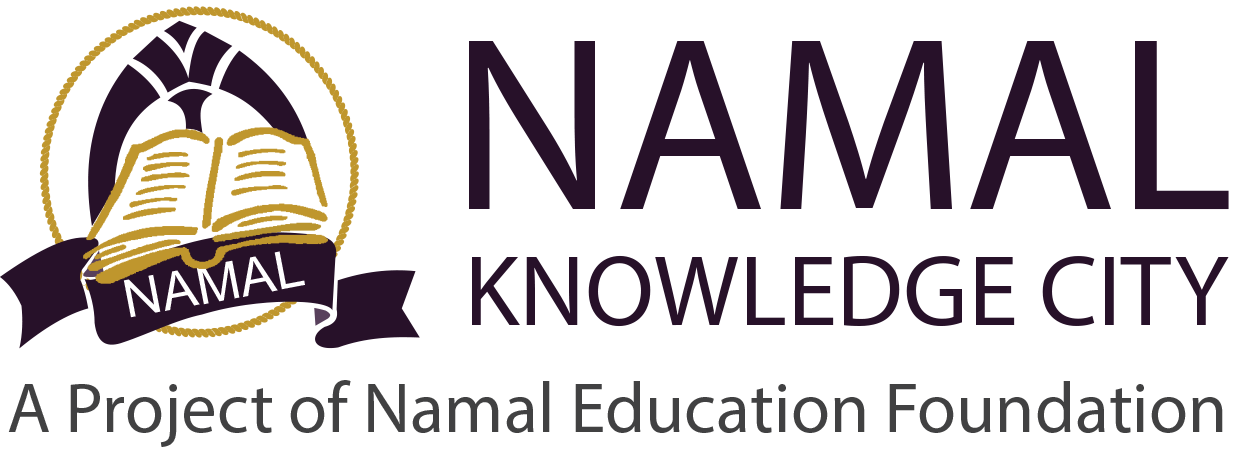 NAMAL
NAMAL
KNOWLEDGE CITY
A Project of Namal Education Foundation